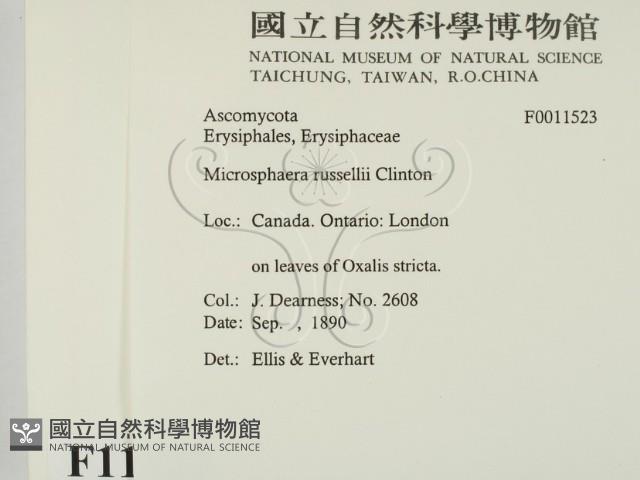 國立自然科學博物館
NATIONAL MUSEUM OF NATURAL SCIENCE
TAICHUNG, TAIWAN, R.O.CHINA
Ascomycota F0011523
Erysiphales, Erysiphaceae
Microsphaera russellii Clinton
Loc.: Canada. Ontario: London
on leaves of Oxalis stricta.
Col.: J. Dearness; No. 2608
Date: Sep. , 1890
Det.: Ellis & Everhart
國立自然科學博物館
NATIONAL MUSEUM OF NATURAL SCIENCE
F11